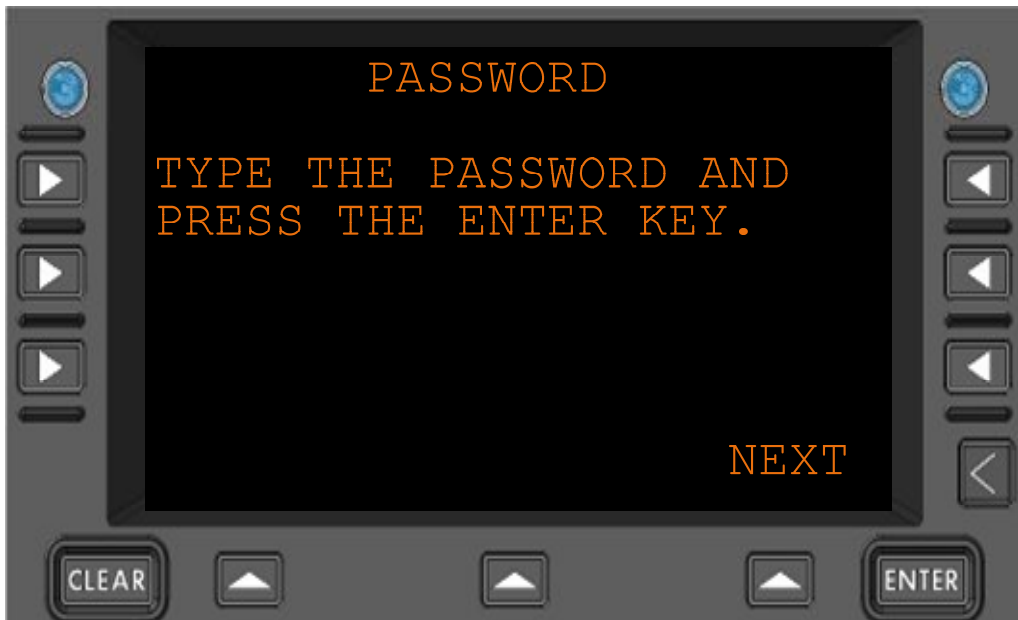 PASSWORD
TYPE THE PASSWORD AND
PRESS THE ENTER KEY.
NEXT
CLEAR
ENTER